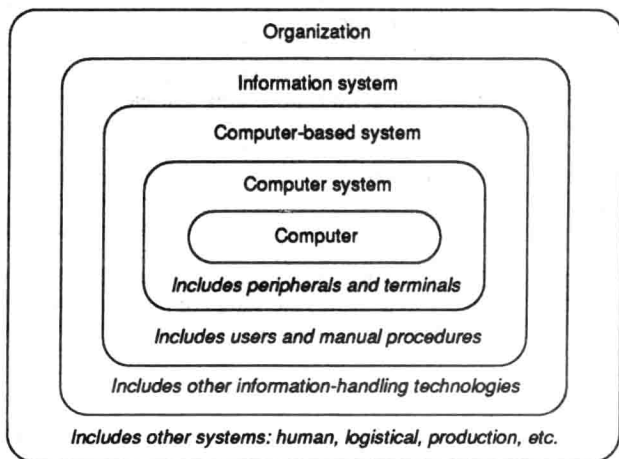 Organization
Information system
Computer-based system
Computer system
Computer
Includes peripherals and terminals
Includes users and manual procedures
Includes other information-handling technologies
Includes other systems: human, logistical, production, etc.